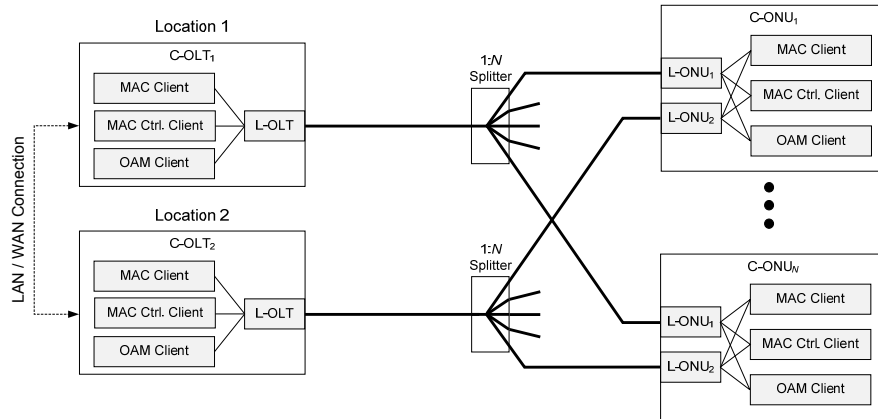 Location 1
C-OLT₁
MAC Client
MAC Ctrl. Client
OAM Client
L-OLT
1:N
Splitter
C-ONU₁
L-ONU₁
L-ONU₂
MAC Client
MAC Ctrl. Client
OAM Client
LAN / WAN Connection
Location 2
C-OLT₂
MAC Client
MAC Ctrl. Client
OAM Client
L-OLT
1:N
Splitter
C-ONU_N
L-ONU₁
L-ONU₂
MAC Client
MAC Ctrl. Client
OAM Client